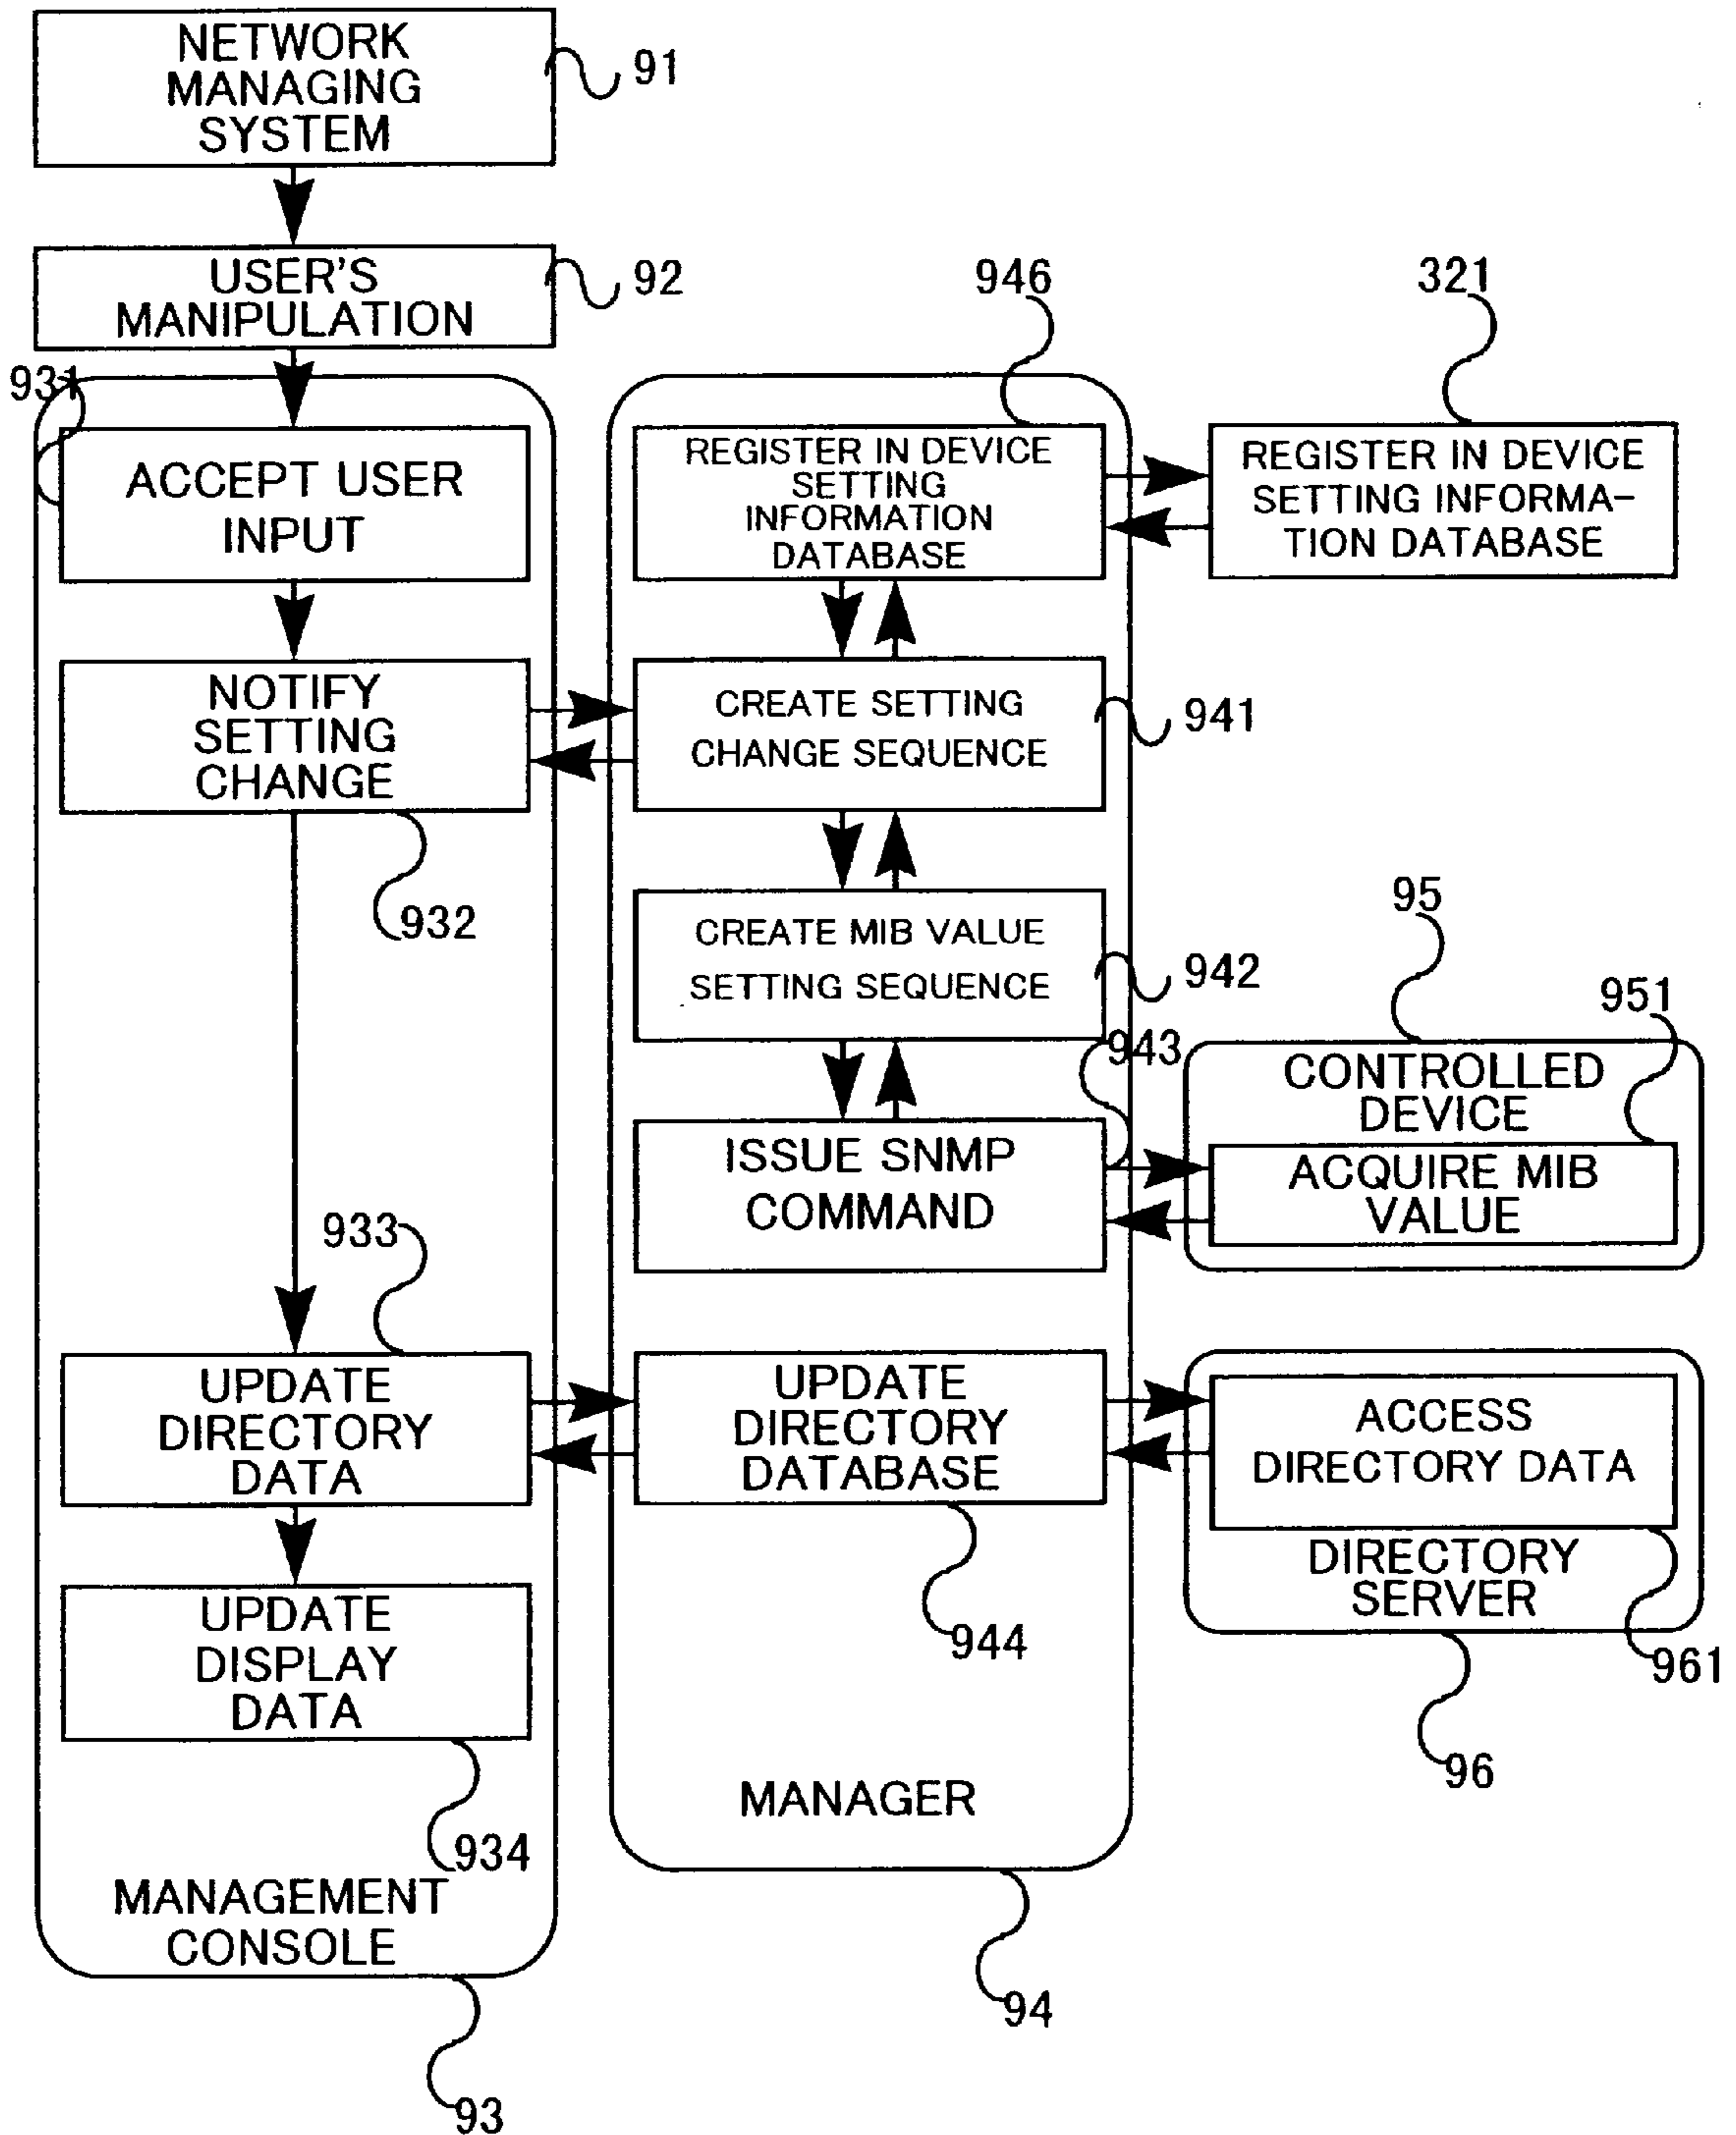 NETWORK
MANAGING
SYSTEM
91
USER'S
MANIPULATION
92
931
ACCEPT USER
INPUT
NOTIFY
SETTING
CHANGE
932
933
UPDATE
DIRECTORY
DATA
UPDATE
DISPLAY
DATA
934
MANAGEMENT
CONSOLE
93
946
REGISTER IN DEVICE
SETTING
INFORMATION
DATABASE
CREATE SETTING
CHANGE SEQUENCE
941
CREATE MIB VALUE
SETTING SEQUENCE
942
943
ISSUE SNMP
COMMAND
UPDATE
DIRECTORY
DATABASE
944
MANAGER
94
321
REGISTER IN DEVICE
SETTING INFORMA-
TION DATABASE
95
951
CONTROLLED
DEVICE
ACQUIRE MIB
VALUE
ACCESS
DIRECTORY DATA
DIRECTORY
SERVER
961
96